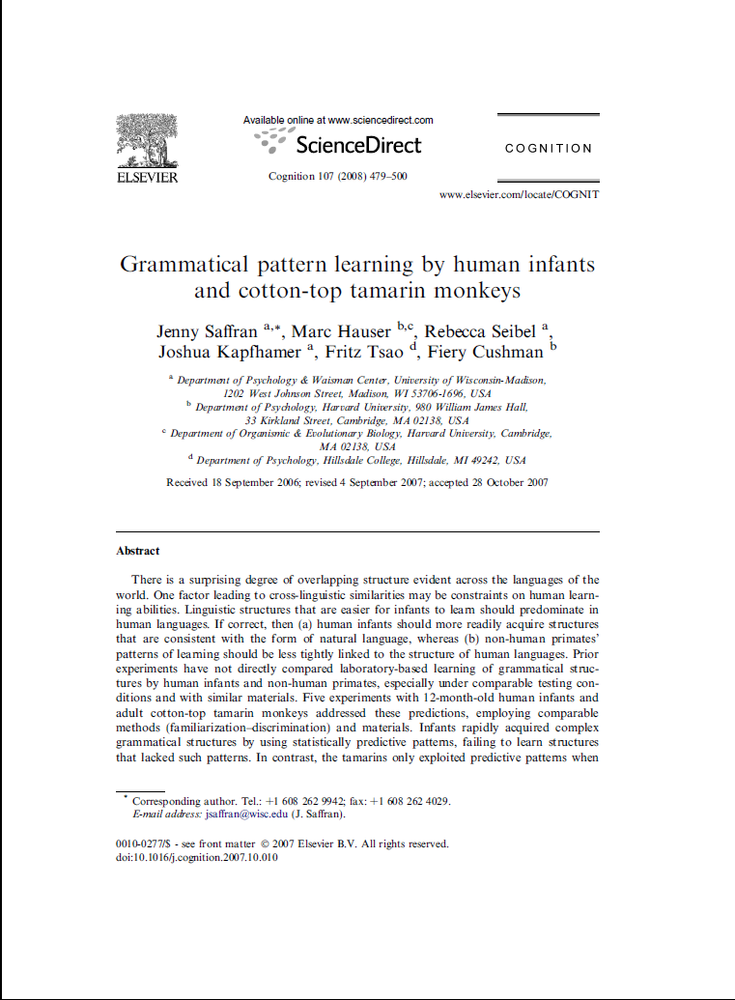 Available online at www.sciencedirect.com
ScienceDirect
ELSEVIER
COGNITION
Cognition 107 (2008) 479–500
www.elsevier.com/locate/COGNIT
Grammatical pattern learning by human infants
and cotton-top tamarin monkeys
Jenny Saffran a,*, Marc Hauser b,c, Rebecca Seibel a,
Joshua Kapfhamer a, Fritz Tsao d, Fiery Cushman b
a Department of Psychology & Waisman Center, University of Wisconsin-Madison,
1202 West Johnson Street, Madison, WI 53706-1696, USA
b Department of Psychology, Harvard University, 980 William James Hall,
33 Kirkland Street, Cambridge, MA 02138, USA
c Department of Organismic & Evolutionary Biology, Harvard University, Cambridge,
MA 02138, USA
d Department of Psychology, Hillsdale College, Hillsdale, MI 49242, USA
Received 18 September 2006; revised 4 September 2007; accepted 28 October 2007
Abstract
There is a surprising degree of overlapping structure evident across the languages of the
world. One factor leading to cross-linguistic similarities may be constraints on human learn-
ing abilities. Linguistic structures that are easier for infants to learn should predominate in
human languages. If correct, then (a) human infants should more readily acquire structures
that are consistent with the form of natural language, whereas (b) non-human primates'
patterns of learning should be less tightly linked to the structure of human languages. Prior
experiments have not directly compared laboratory-based learning of grammatical struc-
tures by human infants and non-human primates, especially under comparable testing con-
ditions and with similar materials. Five experiments with 12-month-old human infants and
adult cotton-top tamarin monkeys addressed these predictions, employing comparable
methods (familiarization–discrimination) and materials. Infants rapidly acquired complex
grammatical structures by using statistically predictive patterns, failing to learn structures
that lacked such patterns. In contrast, the tamarins only exploited predictive patterns when
* Corresponding author. Tel.: +1 608 262 9942; fax: +1 608 262 4029.
E-mail address: jsaffran@wisc.edu (J. Saffran).
0010-0277/$ - see front matter © 2007 Elsevier B.V. All rights reserved.
doi:10.1016/j.cognition.2007.10.010